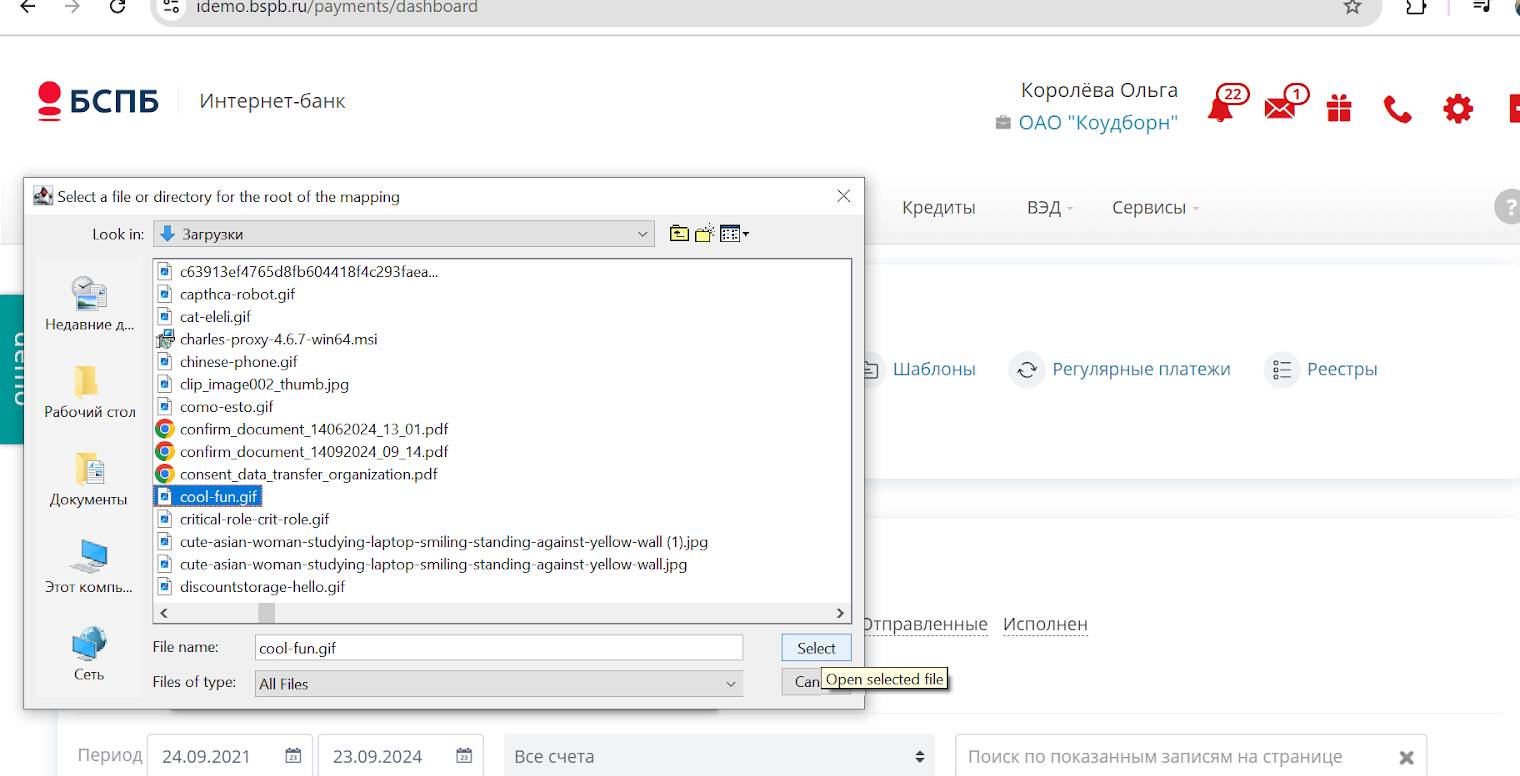 idemo.bspb.ru/payments/dashboard
БСПБ
Интернет-банк
Королёва Ольга
ОАО "Коудборн"
22
1
Select a file or directory for the root of the mapping
Кредиты
ВЭД
Сервисы
?
Look in:
Загрузки
Недавние д...
Рабочий стол
Документы
Этот компь...
Сеть
c63913ef4765d8fb604418f4c293faea...
capthca-robot.gif
cat-eleli.gif
charles-proxy-4.6.7-win64.msi
chinese-phone.gif
clip_image002_thumb.jpg
como-esto.gif
confirm_document_14062024_13_01.pdf
confirm_document_14092024_09_14.pdf
consent_data_transfer_organization.pdf
cool-fun.gif
critical-role-crit-role.gif
cute-asian-woman-studying-laptop-smiling-standing-against-yellow-wall (1).jpg
cute-asian-woman-studying-laptop-smiling-standing-against-yellow-wall.jpg
discountstorage-hello.gif
File name:
cool-fun.gif
Select
Files of type:
All Files
Can
Open selected file
demo
Шаблоны
Регулярные платежи
Реестры
Отправленные
Исполнен
Период
24.09.2021
23
23.09.2024
23
Все счета
Поиск по показанным записям на странице